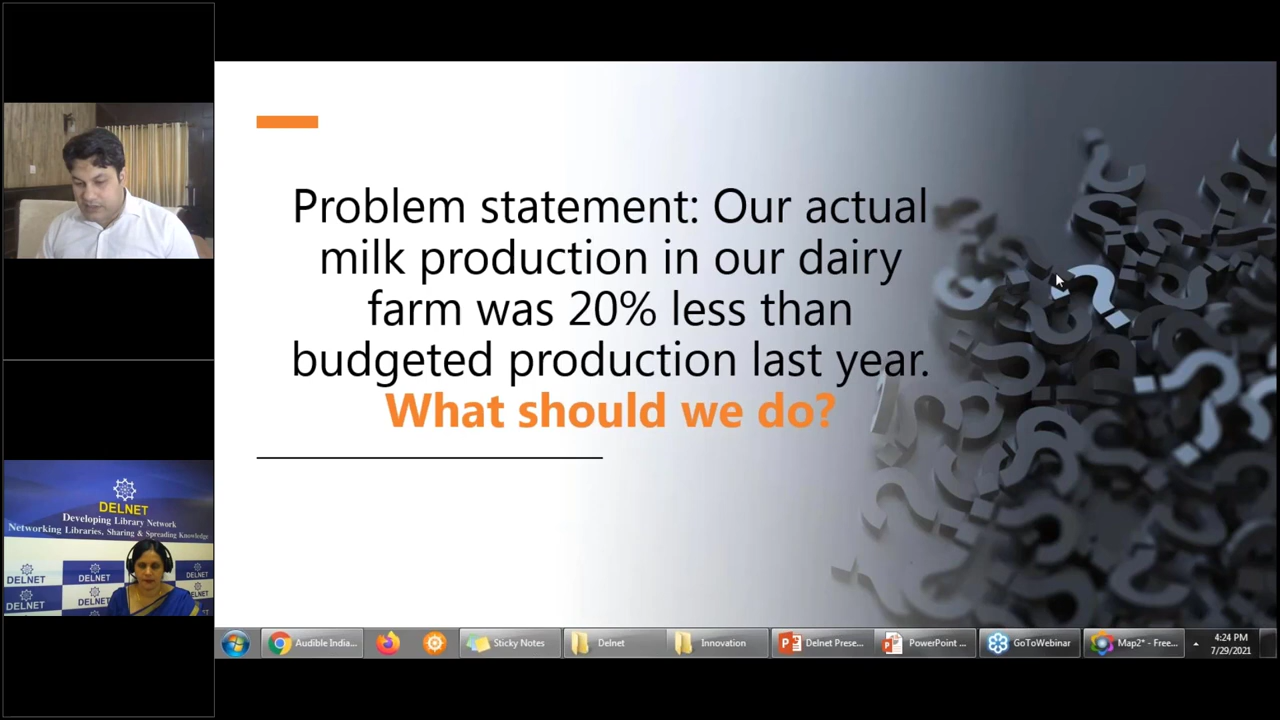 Problem statement: Our actual
milk production in our dairy
farm was 20% less than
budgeted production last year.
What should we do?
DELNET
Developing Library Network
Networking Libraries, Sharing & Spreading Knowledge
DELNET
DELNET
DELNET
DELNET
DELNET
Audible India...
Sticky Notes
Delnet
Innovation
Delnet Prese...
PowerPoint ...
GoToWebinar
Map2* - Free...
4:24 PM
7/29/2021